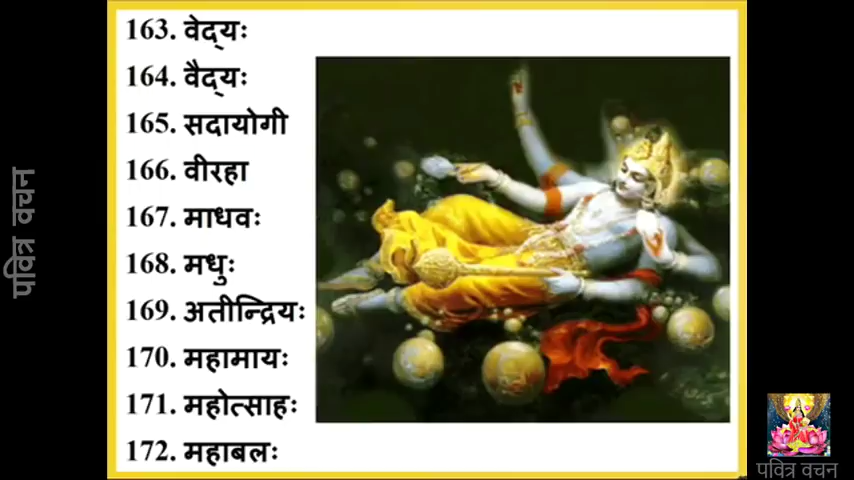 163. वेद्यः
164. वैद्यः
165. सदायोगी
166. वीरहा
167. माधवः
168. मधुः
169. अतीन्द्रियः
170. महामायः
171. महोत्साहः
172. महाबलः
पवित्र वचन
पवित्र वचन